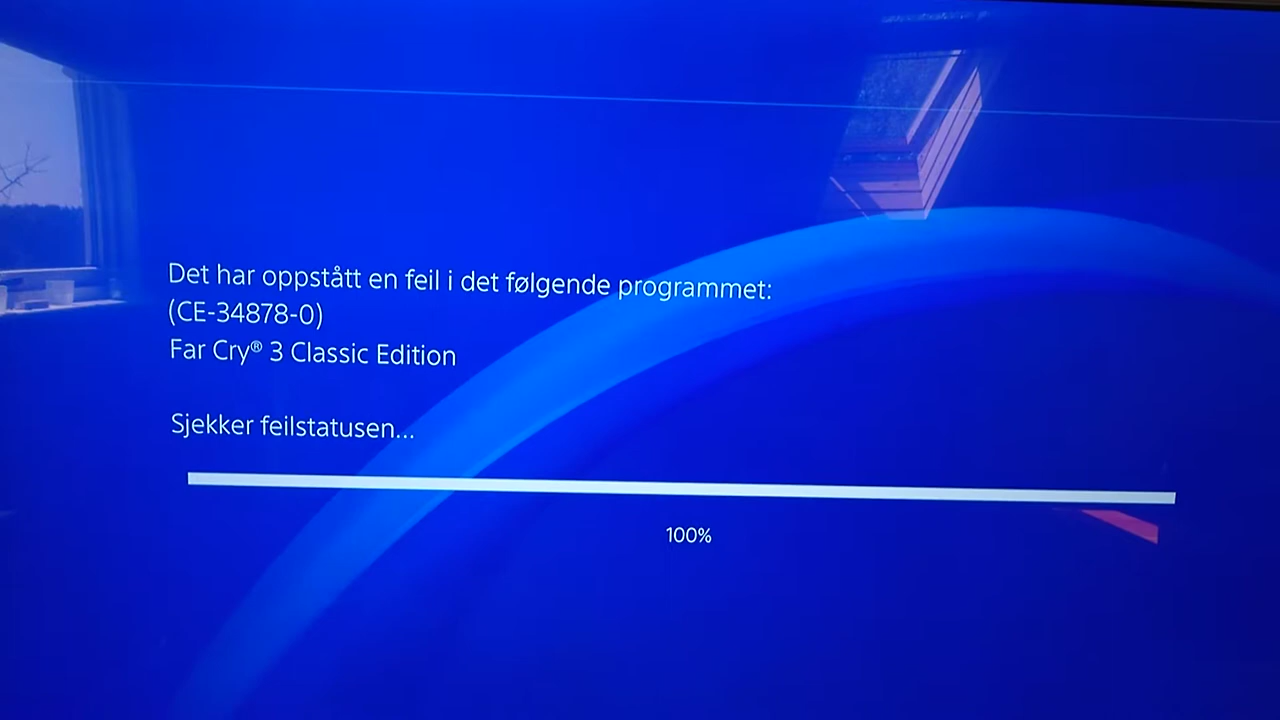 Det har oppstått en feil i det følgende programmet:
(CE-34878-0)
Far Cry® 3 Classic Edition
Sjekker feilstatusen...
100%